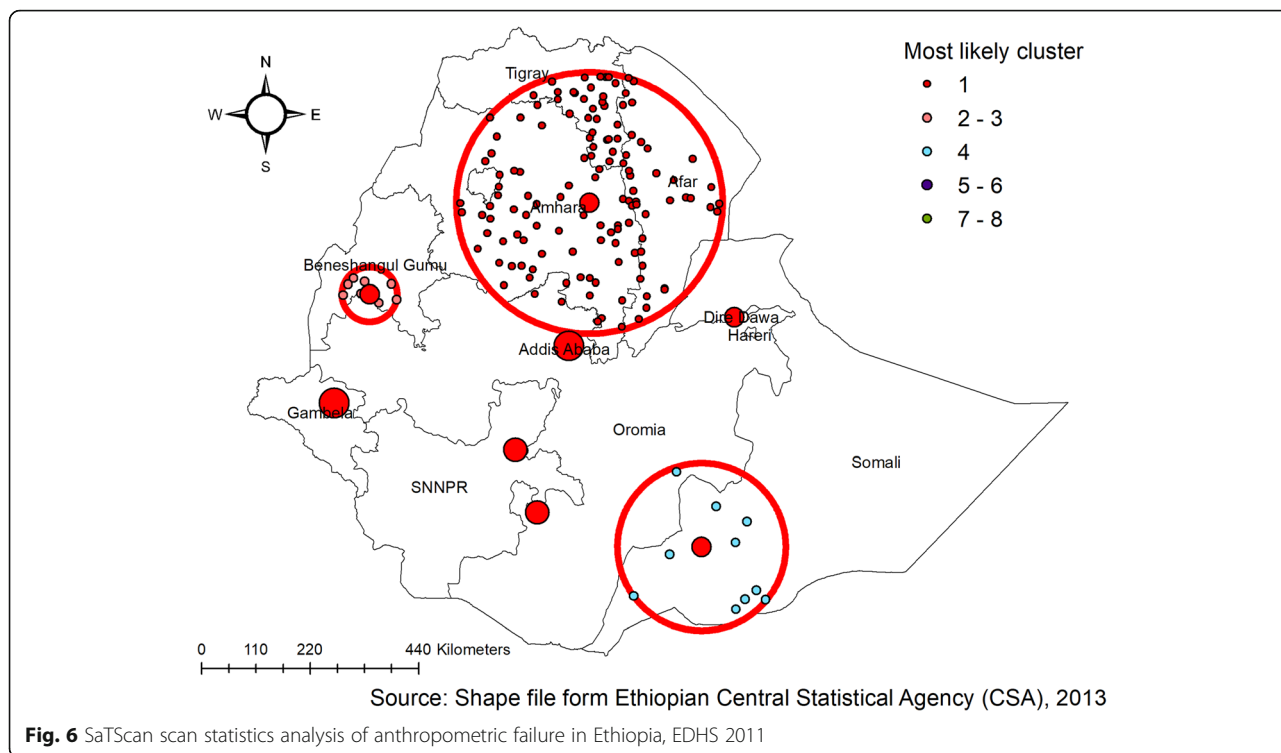 Most likely cluster
1
2 - 3
4
5 - 6
7 - 8
N
W
E
S
Tigray
Afar
Amhara
Beneshangul Gumu
Dire Dawa
Hareri
Addis Ababa
Gambela
Oromia
Somali
SNNPR
0 110 220 440 Kilometers
Source: Shape file form Ethiopian Central Statistical Agency (CSA), 2013
Fig. 6 SaTScan scan statistics analysis of anthropometric failure in Ethiopia, EDHS 2011